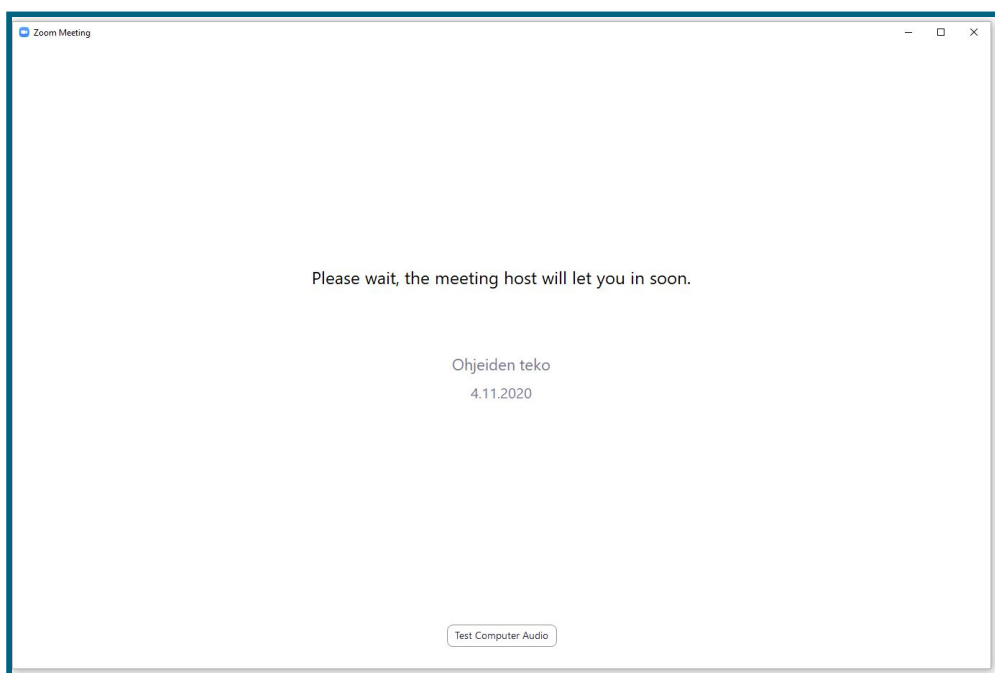 Zoom Meeting
Please wait, the meeting host will let you in soon.
Ohjeiden teko
4.11.2020
Test Computer Audio